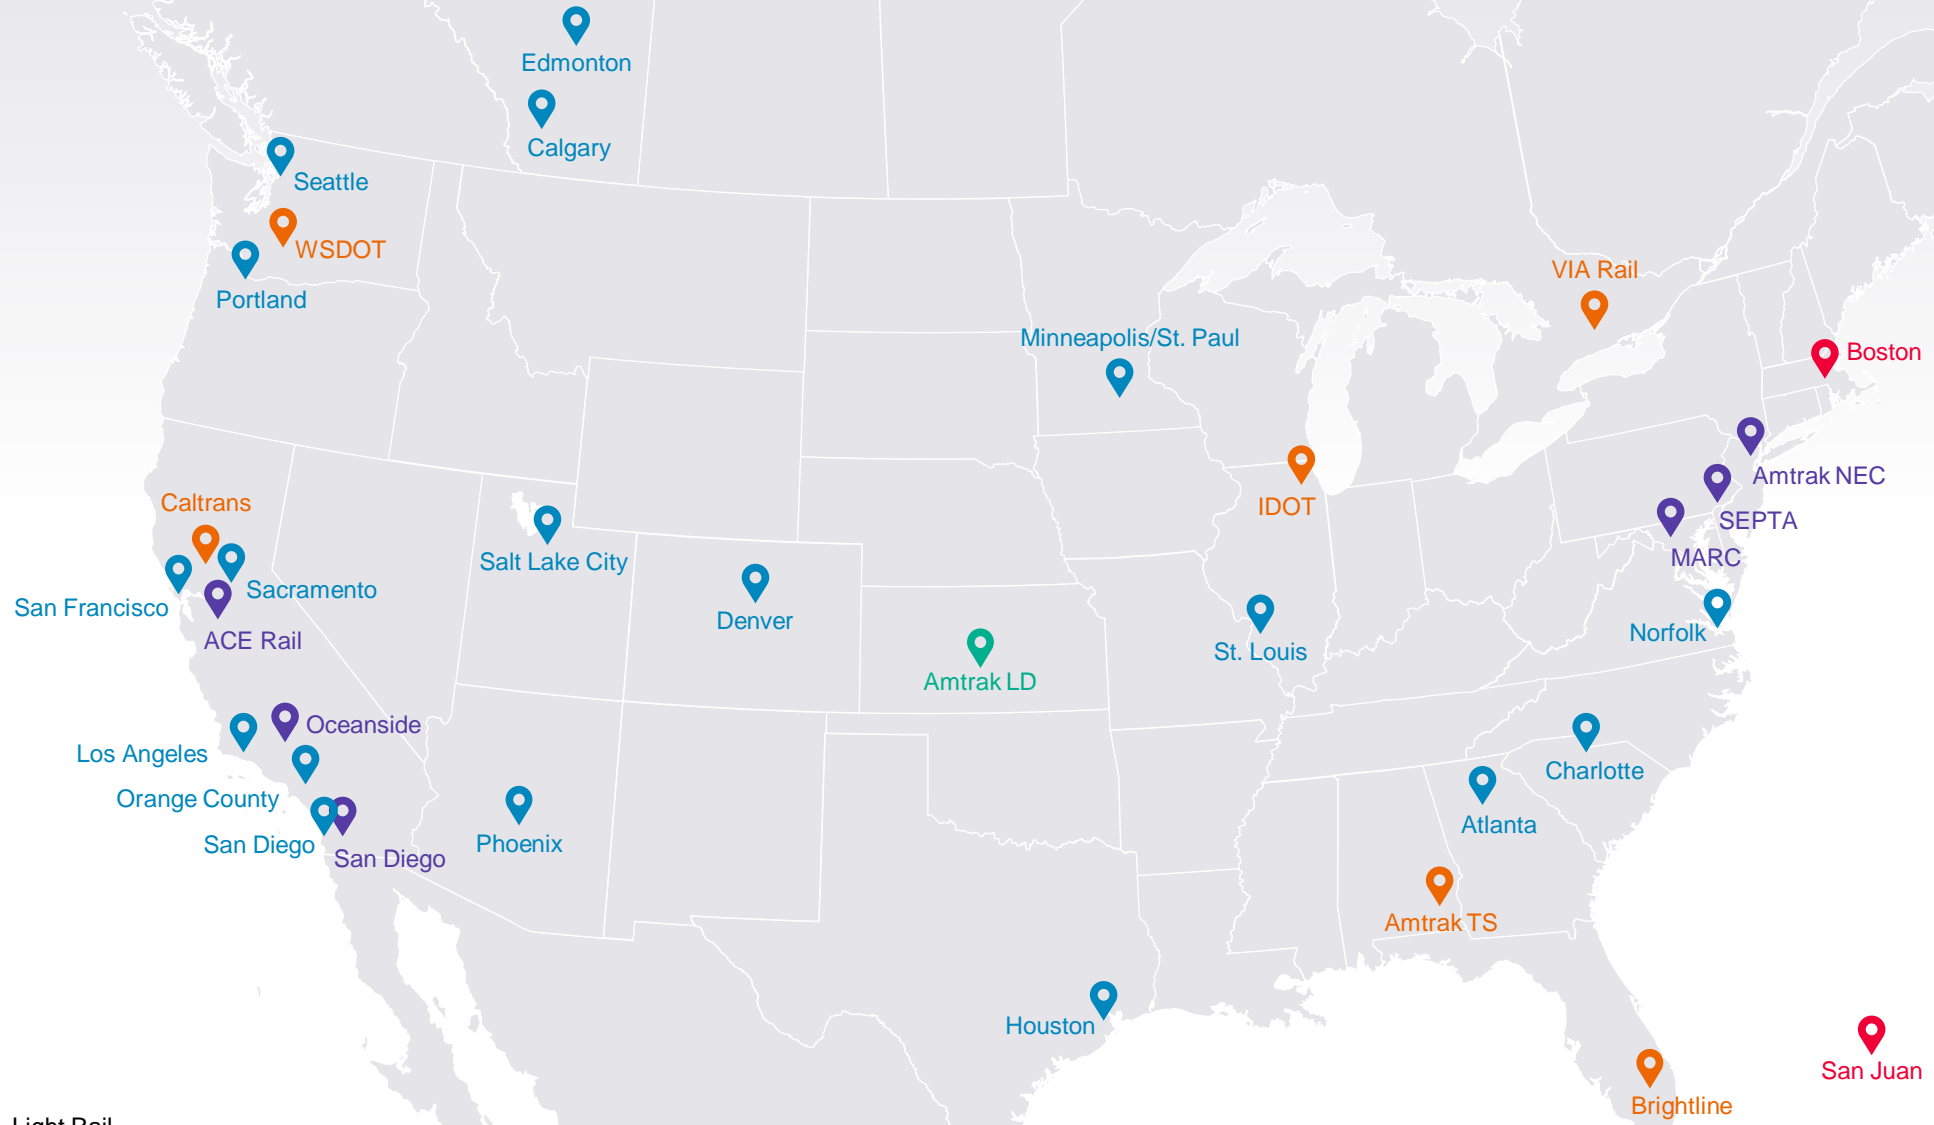 Edmonton
Calgary
Seattle
WSDOT
Portland
VIA Rail
Minneapolis/St. Paul
Boston
Amtrak NEC
Caltrans
IDOT
SEPTA
Salt Lake City
MARC
Sacramento
San Francisco
Denver
Norfolk
ACE Rail
St. Louis
Amtrak LD
Oceanside
Los Angeles
Charlotte
Orange County
Atlanta
San Diego
Phoenix
San Diego
Amtrak TS
Houston
San Juan
Brightline
Light Rail